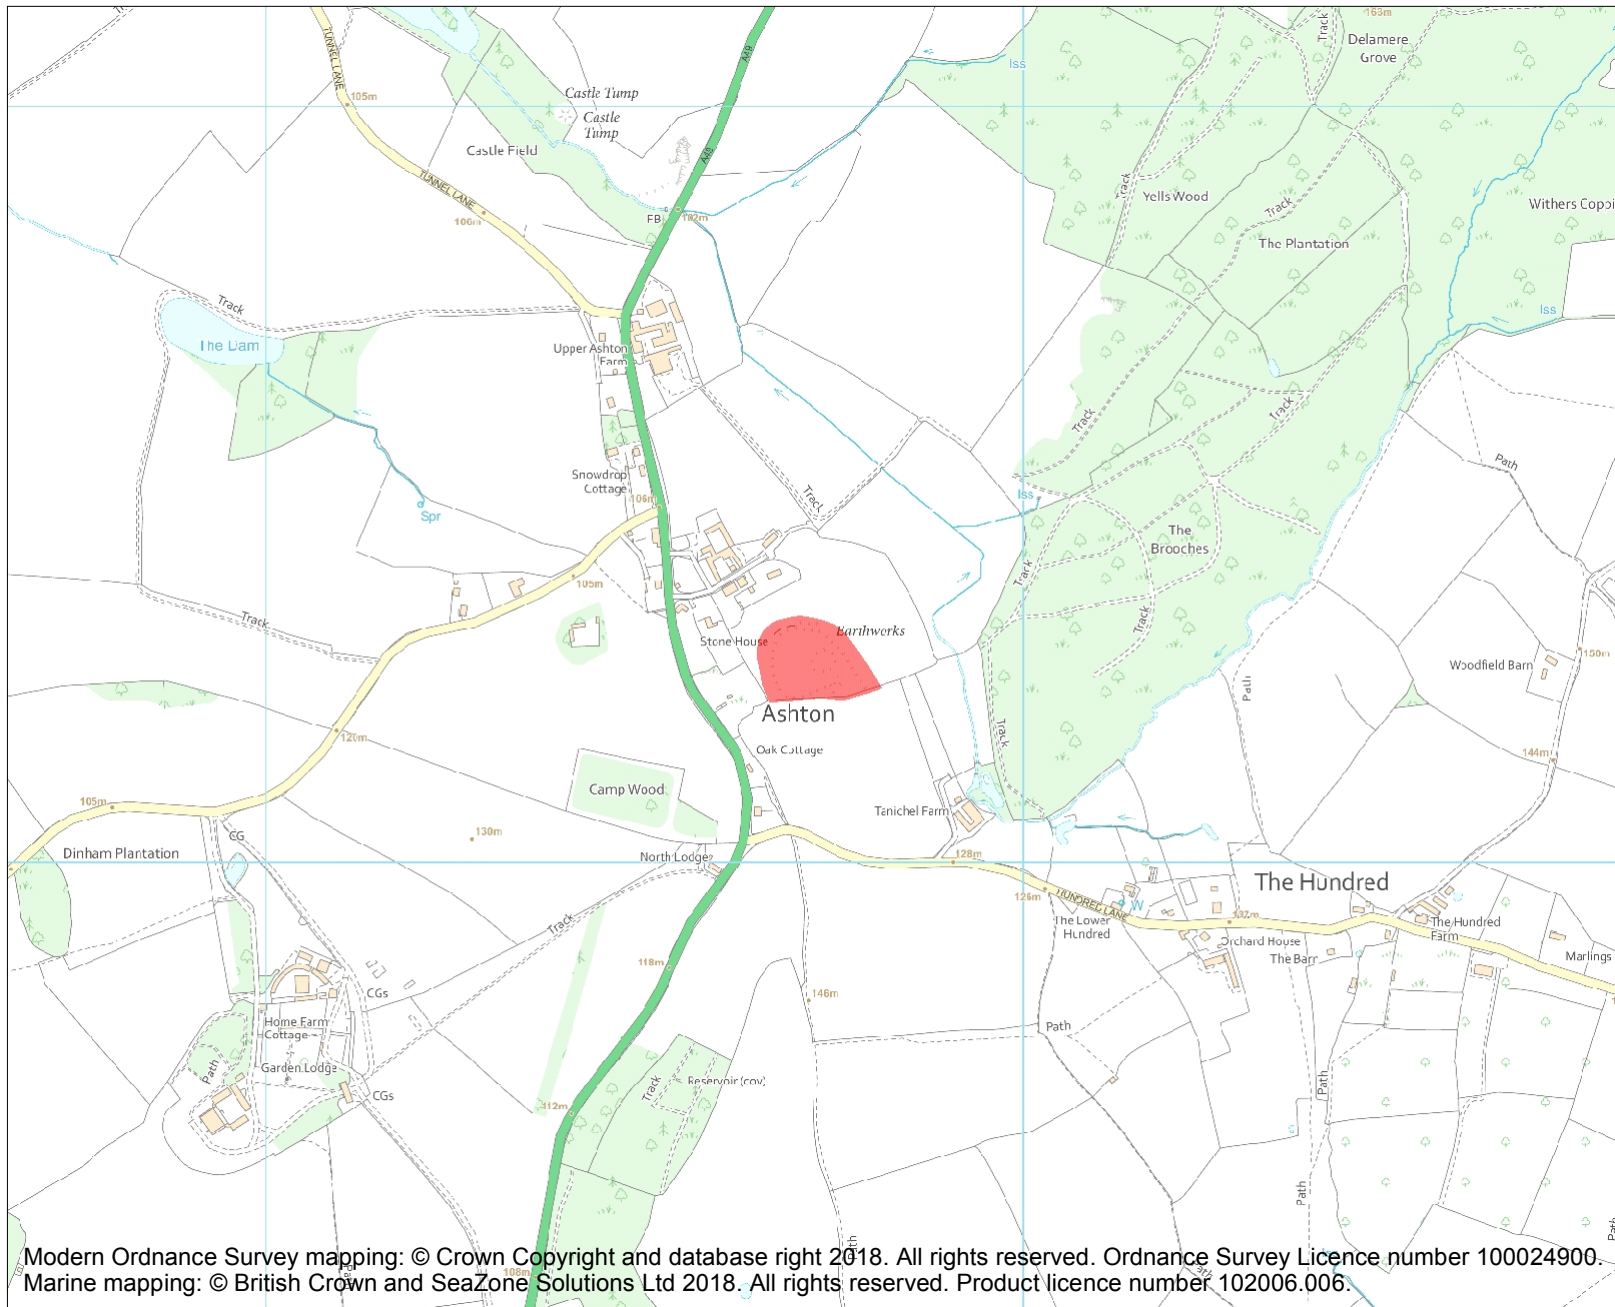 TUNNEL LANE
105m
Castle Tump
Castle
Tump
Castle Field
A49
A49
TUNNEL LANE
106m
FB
102m
Iss
Track
163m
Delamere
Grove
Track
Yells Wood
Track
The Plantation
Withers Coppi
Iss
Track
The Dam
Upper Ashton
Farm
Snowdrop
Cottage
106m
Spr
Track
Track
Track
Iss
The
Brooches
Path
Track
Track
105m
Track
Stone House
Earthworks
Ashton
Oak Cottage
Track
Path
Woodfield Barn
150m
144m
120m
105m
CG
Dinham Plantation
130m
Camp Wood
North Lodge
Tanichel Farm
128m
126m
HUNDRED LANE
W
The Lower
Hundred
The Hundred
137m
Orchard House
The Barn
The Hundred
Farm
Marlings
Track
118m
146m
CGs
Home Farm
Cottage
Garden Lodge
Path
CGs
112m
Track
Reservoir (cov)
Path
Path
Path
Path
Path
108m
Modern Ordnance Survey mapping: © Crown Copyright and database right 2018. All rights reserved. Ordnance Survey Licence number 100024900.
Marine mapping: © British Crown and SeaZone Solutions Ltd 2018. All rights reserved. Product licence number 102006.006.